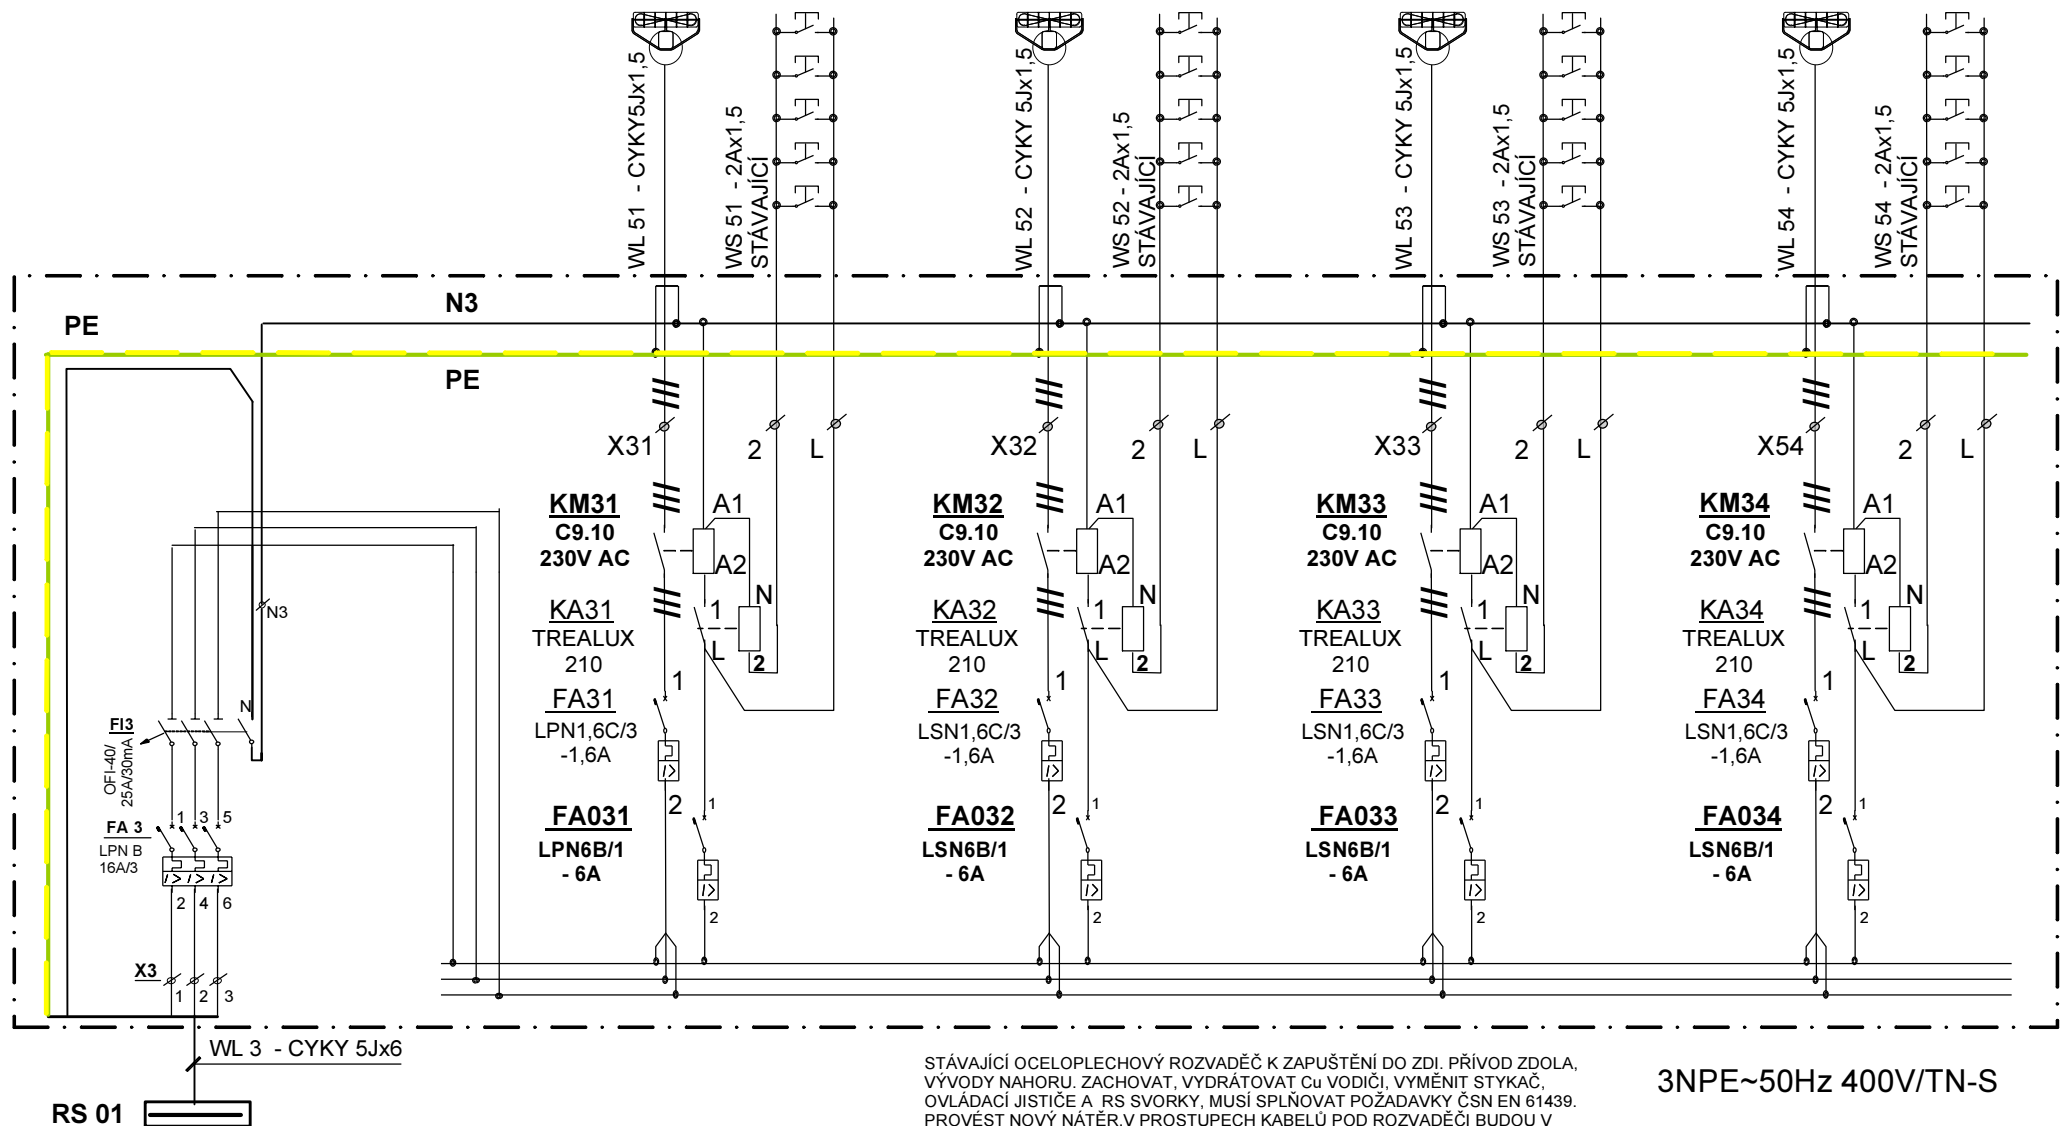 WL 51 - CYKY5Jx1,5
WS 51 - 2Ax1,5
STÁVAJÍCÍ
WL 52 - CYKY 5Jx1,5
WS 52 - 2Ax1,5
STÁVAJÍCÍ
WL 53 - CYKY 5Jx1,5
WS 53 - 2Ax1,5
STÁVAJÍCÍ
WL 54 - CYKY 5Jx1,5
WS 54 - 2Ax1,5
STÁVAJÍCÍ
N3
PE
PE
X31
2
L
X32
2
L
X33
2
L
X54
2
L
KM31
C9.10
230V AC
A1
A2
KM32
C9.10
230V AC
A1
A2
KM33
C9.10
230V AC
A1
A2
KM34
C9.10
230V AC
A1
A2
N3
KA31
TREALUX
210
1
N
L
2
KA32
TREALUX
210
1
N
L
2
KA33
TREALUX
210
1
N
L
2
KA34
TREALUX
210
1
N
L
2
FA31
LPN1,6C/3
-1,6A
1
2
FA32
LSN1,6C/3
-1,6A
1
2
FA33
LSN1,6C/3
-1,6A
1
2
FA34
LSN1,6C/3
-1,6A
1
2
N
FI3
OFI-40/
25A/30mA
FA 3
LPN B
16A/3
1 3 5
I> I> I>
2 4 6
I>
I>
I>
I>
FA031
LPN6B/1
- 6A
1
I>
2
FA032
LSN6B/1
- 6A
1
I>
2
FA033
LSN6B/1
- 6A
1
I>
2
FA034
LSN6B/1
- 6A
1
I>
2
X3
1 2 3
WL 3 - CYKY 5Jx6
RS 01
STÁVAJÍCÍ OCELOPLECHOVÝ ROZVADĚČ K ZAPUŠTĚNÍ DO ZDI. PŘÍVOD ZDOLA,
VÝVODY NAHORU. ZACHOVAT, VYDRÁTOVAT Cu VODIČI, VYMĚNIT STYKAČ,
OVLÁDACÍ JISTIČE A RS SVORKY, MUSÍ SPLŇOVAT POŽADAVKY ČSN EN 61439.
PROVÉST NOVÝ NÁTĚR.V PROSTUPECH KABELŮ POD ROZVADĚČI BUDOU V
3NPE~50Hz 400V/TN-S